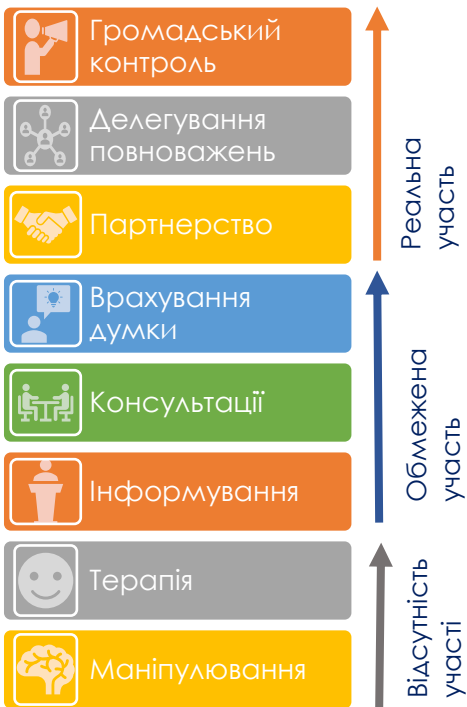 Громадський
контроль
Делегування
повноважень
Партнерство
Врахування
думки
Консультації
Інформування
Терапія
Маніпулювання
Реальна
участь
Обмежена
участь
Відсутність
участі